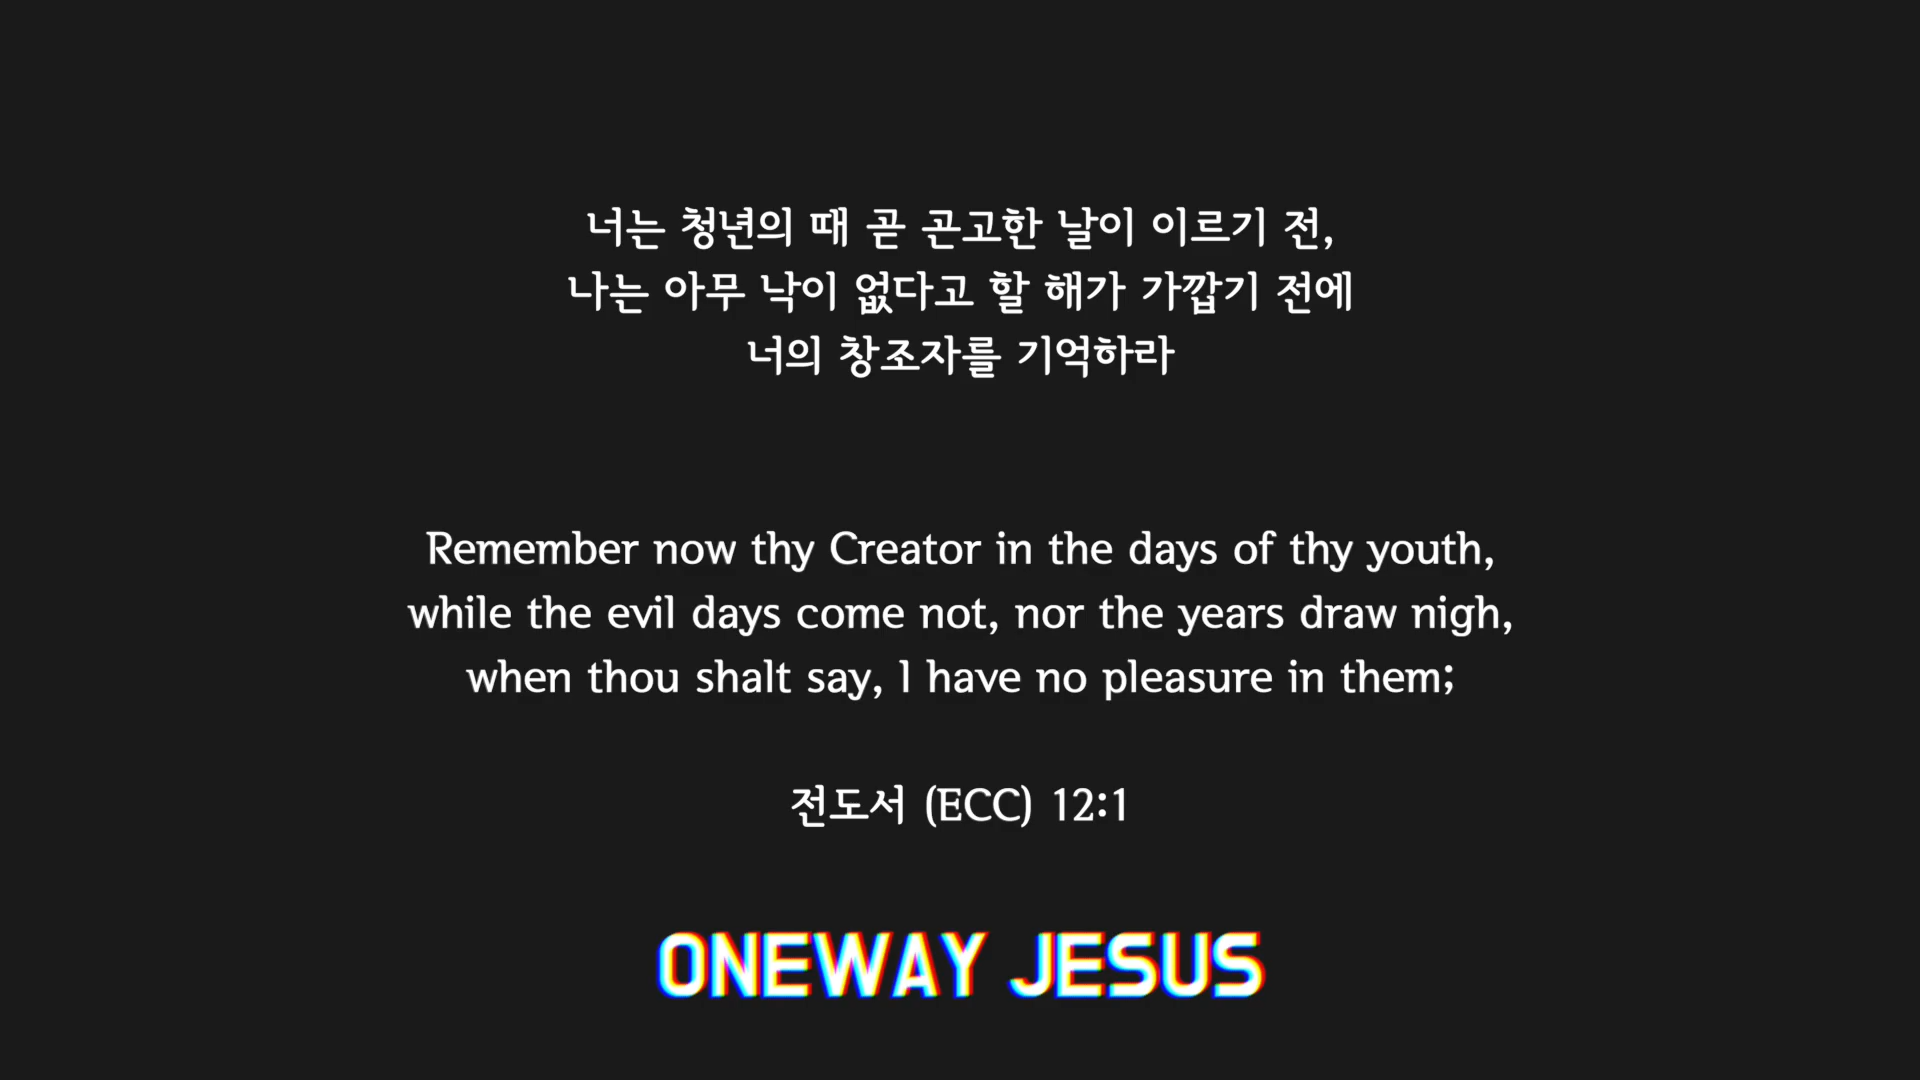 너는 청년의 때 곧 곤고한 날이 이르기 전,
나는 아무 낙이 없다고 할 해가 가깝기 전에
너의 창조자를 기억하라
Remember now thy Creator in the days of thy youth,
while the evil days come not, nor the years draw nigh,
when thou shalt say, I have no pleasure in them;
전도서 (ECC) 12:1
ONEWAY JESUS